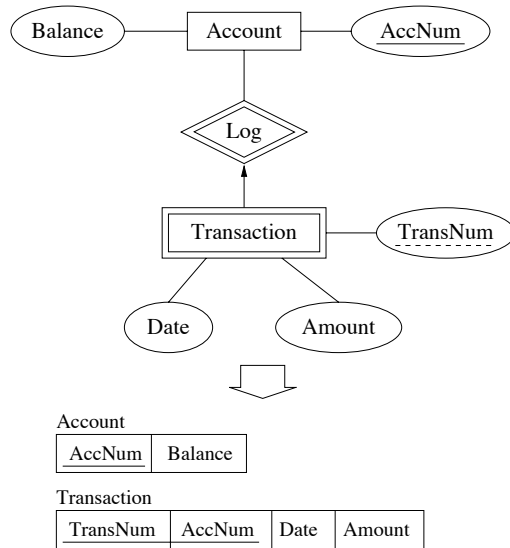 Balance Account AccNum
Log
Transaction TransNum
Date Amount
Account
AccNum Balance
Transaction
TransNum AccNum Date Amount